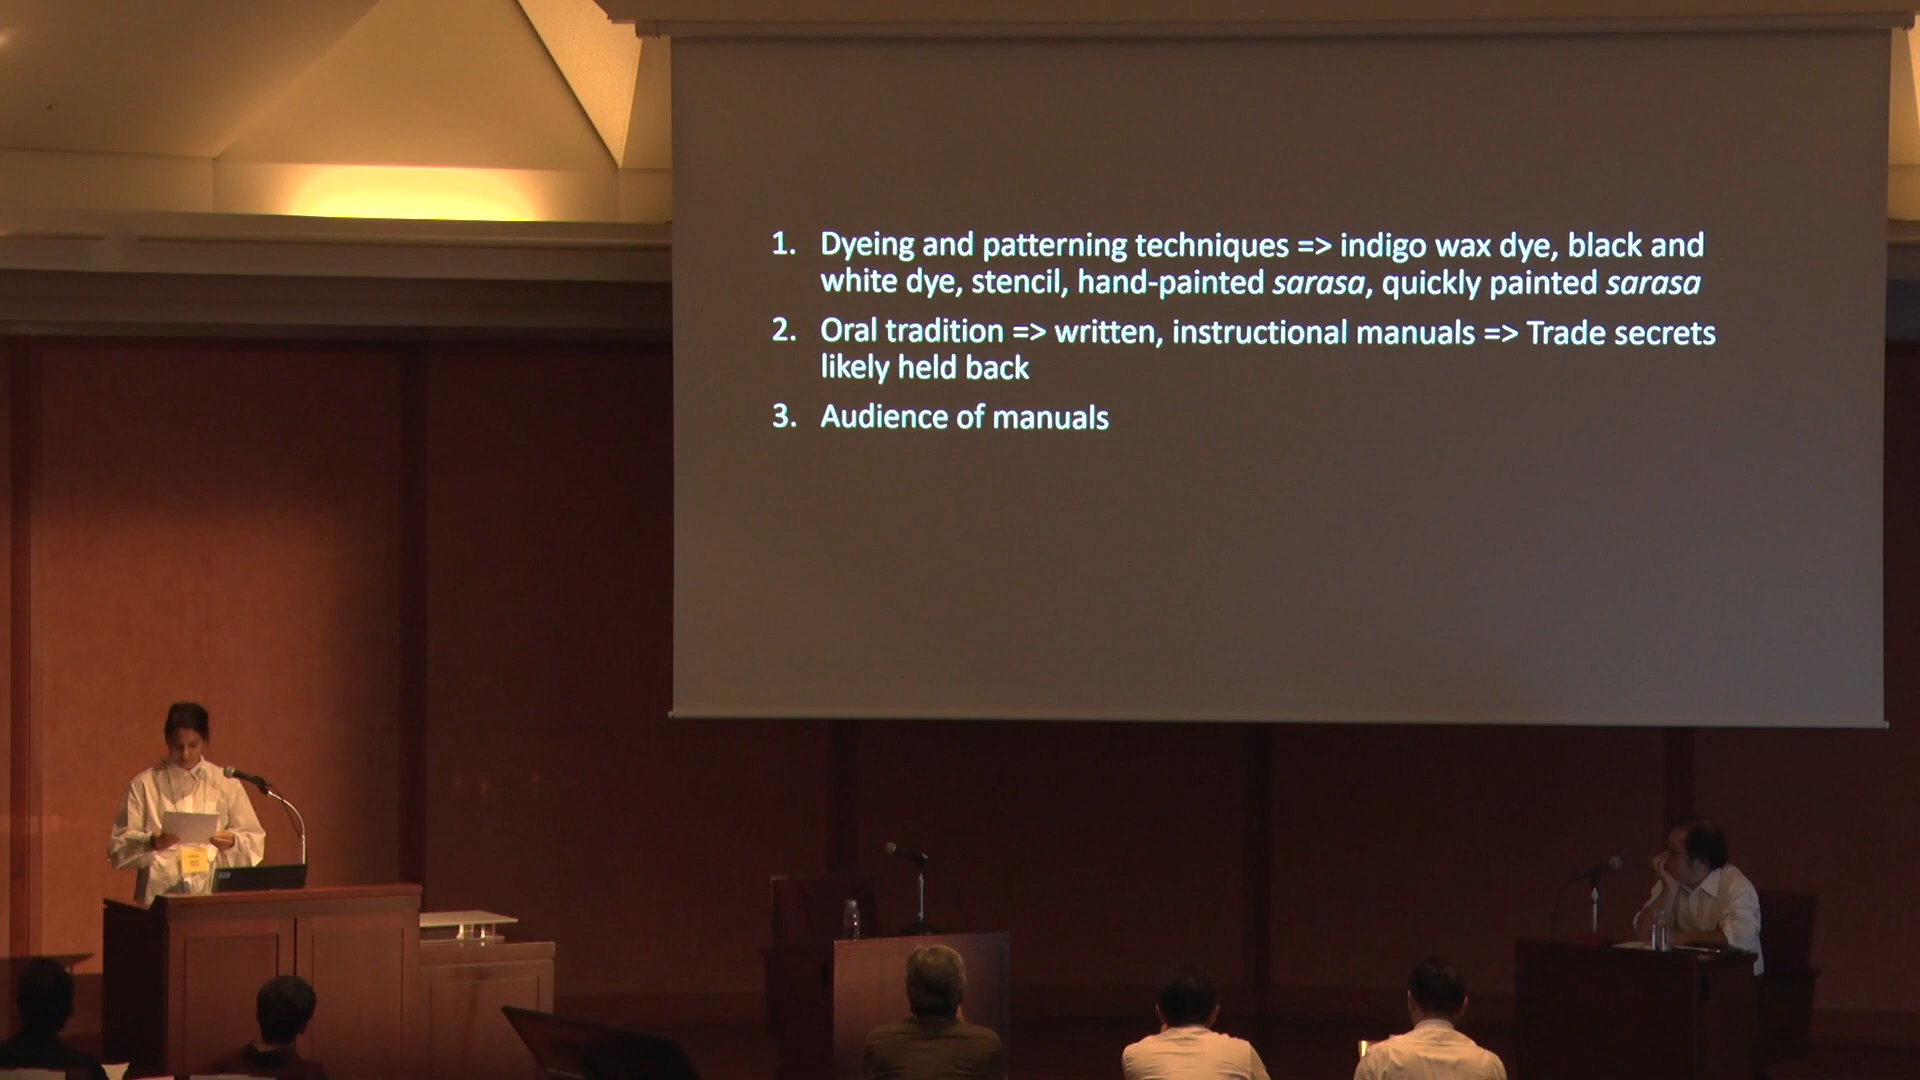 1. Dyeing and patterning techniques => indigo wax dye, black and
white dye, stencil, hand-painted sarasa, quickly painted sarasa
2. Oral tradition => written, instructional manuals => Trade secrets
likely held back
3. Audience of manuals